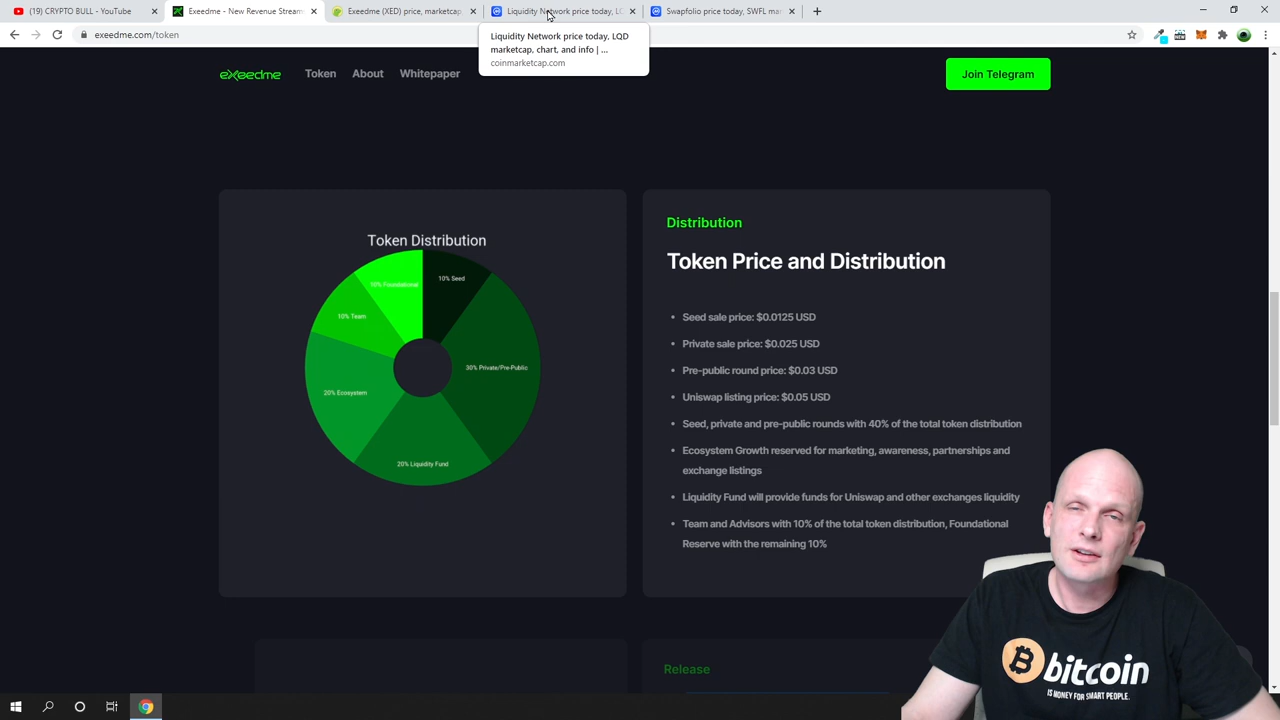 (19) CRYPTO BULL - YouTube
Exeedme - New Revenue Stream
Exeedme (XED) price, marketcap,
Liquidity Network price today, LQ
Swapfolio price today, SWFL mar
exeedme.com/token
Liquidity Network price today, LQD
marketcap, chart, and info | ...
coinmarketcap.com
exeedme
Token
About
Whitepaper
Join Telegram
Token Distribution
10% Foundational
10% Seed
10% Team
30% Private/Pre-Public
20% Ecosystem
20% Liquidity Fund
Distribution
Token Price and Distribution
• Seed sale price: $0.0125 USD
• Private sale price: $0.025 USD
• Pre-public round price: $0.03 USD
• Uniswap listing price: $0.05 USD
• Seed, private and pre-public rounds with 40% of the total token distribution
• Ecosystem Growth reserved for marketing, awareness, partnerships and
exchange listings
• Liquidity Fund will provide funds for Uniswap and other exchanges liquidity
• Team and Advisors with 10% of the total token distribution, Foundational
Reserve with the remaining 10%
Release
bitcoin
IS MONEY FOR SMART PEOPLE.